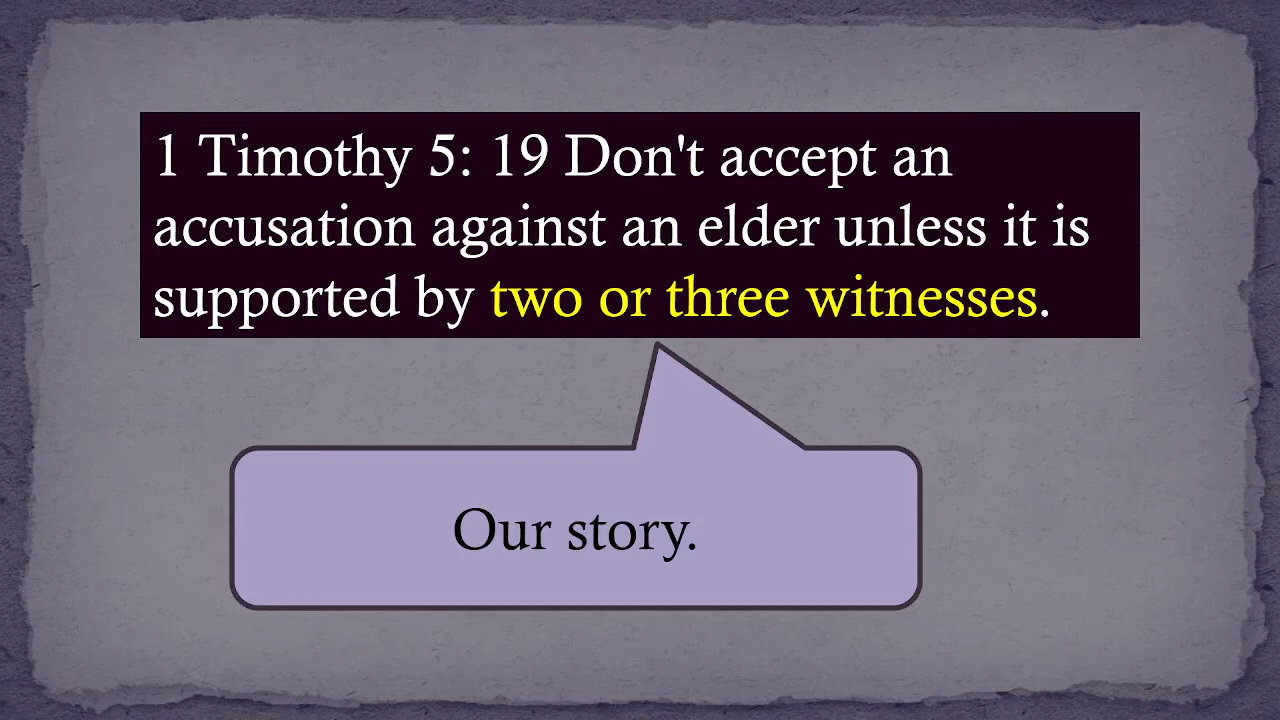 1 Timothy 5: 19 Don't accept an
accusation against an elder unless it is
supported by two or three witnesses.
Our story.